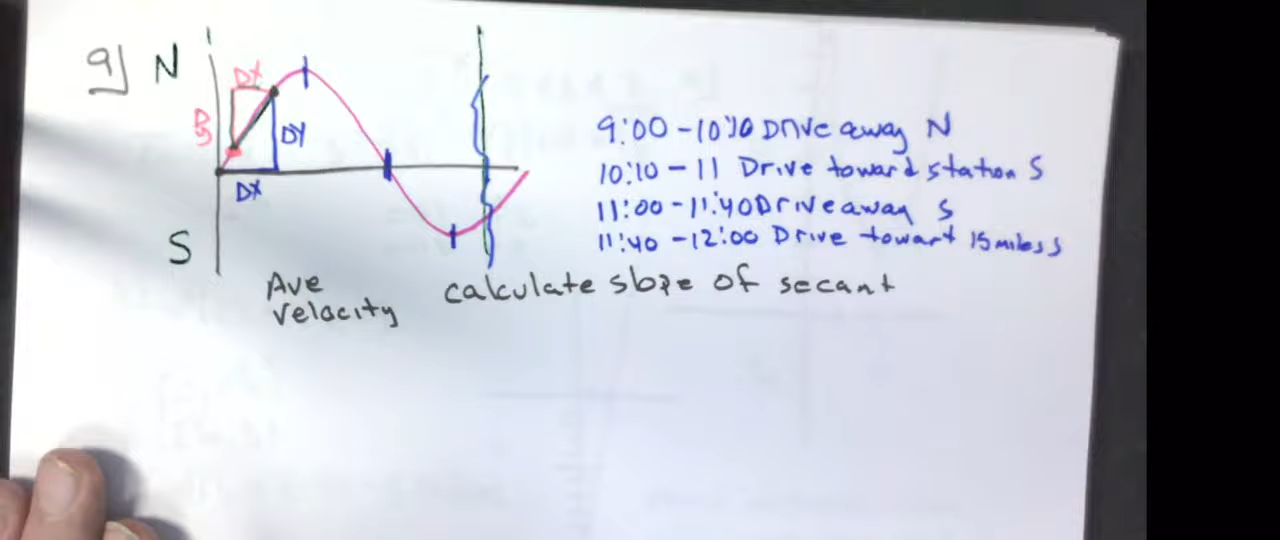 9] N
DX
Dy
DY
DX
S
9:00 - 10:10 Drive away N
10:10 - 11 Drive toward station S
11:00 - 11:40 Drive away S
11:40 - 12:00 Drive toward 15 miles S
Ave velocity
calculate slope of secant